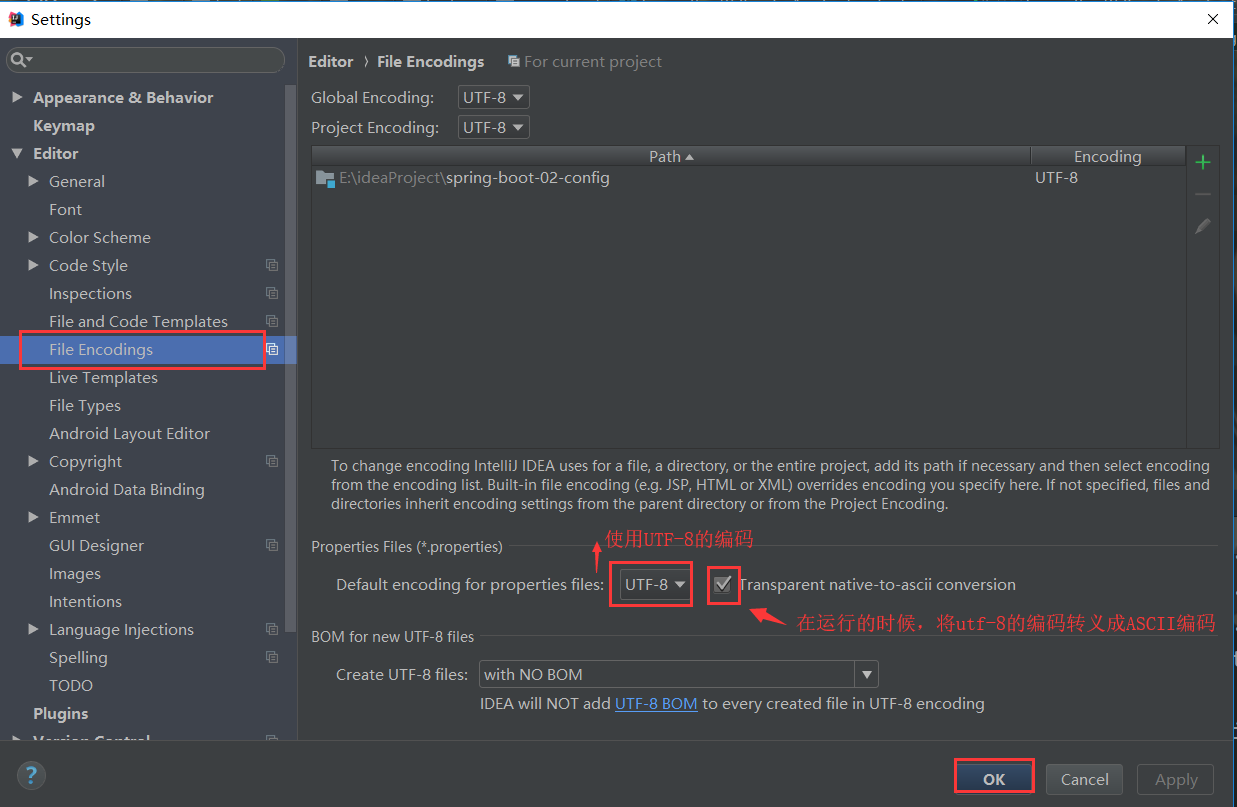 Settings
Editor › File Encodings For current project
Appearance & Behavior
Keymap
Editor
General
Font
Color Scheme
Code Style
Inspections
File and Code Templates
File Encodings
Live Templates
File Types
Android Layout Editor
Copyright
Android Data Binding
Emmet
GUI Designer
Images
Intentions
Language Injections
Spelling
TODO
Plugins
Version Control
Global Encoding: UTF-8
Project Encoding: UTF-8
Path Encoding
E:\ideaProject\spring-boot-02-config UTF-8
To change encoding IntelliJ IDEA uses for a file, a directory, or the entire project, add its path if necessary and then select encoding
from the encoding list. Built-in file encoding (e.g. JSP, HTML or XML) overrides encoding you specify here. If not specified, files and
directories inherit encoding settings from the parent directory or from the Project Encoding.
使用UTF-8的编码
Properties Files (*.properties)
Default encoding for properties files: UTF-8 Transparent native-to-ascii conversion
在运行的时候，将utf-8的编码转义成ASCII编码
BOM for new UTF-8 files
Create UTF-8 files: with NO BOM
IDEA will NOT add UTF-8 BOM to every created file in UTF-8 encoding
?
OK Cancel Apply